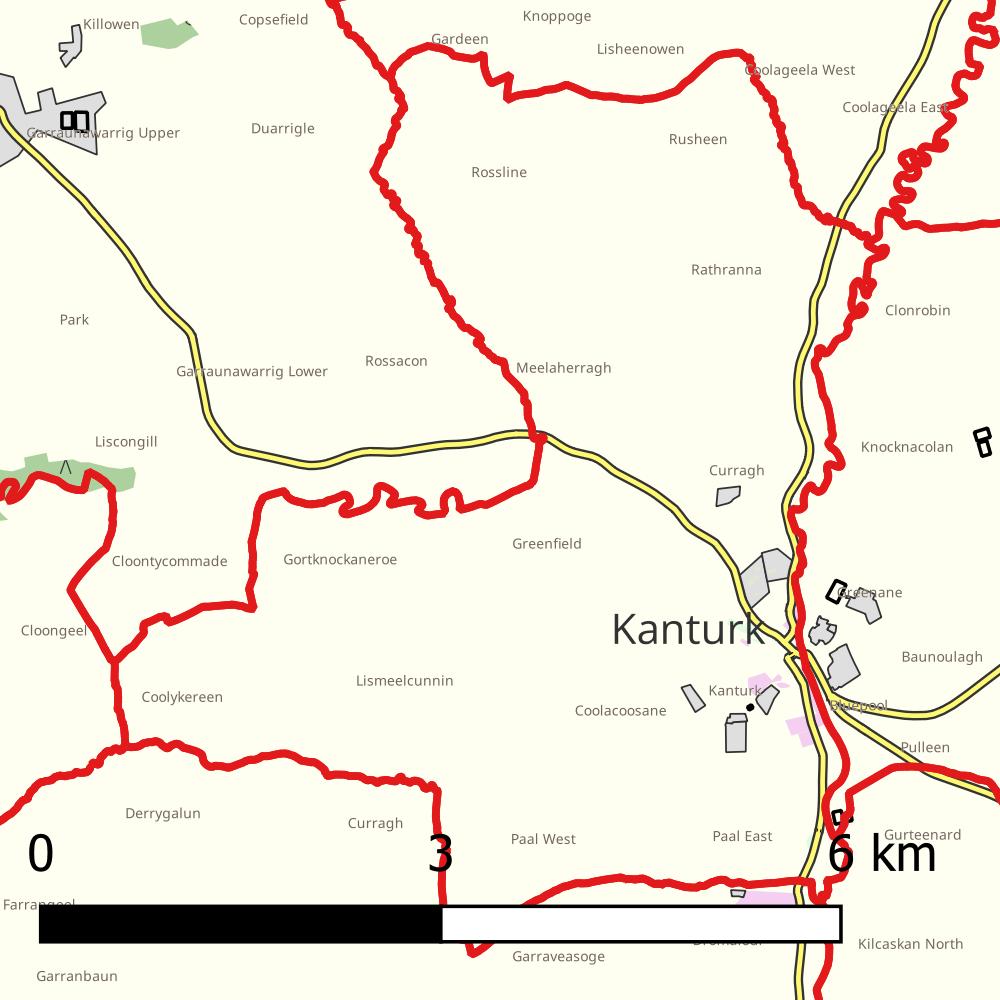 Knoppoge
Copsefield
Killowen
Gardeen
Lisheenowen
Coolageela West
Coolageela East
Duarrigle
Garraunawarrig Upper
Rusheen
Rossline
Rathranna
Clonrobin
Park
Rossacon
Meelaherragh
Garraunawarrig Lower
Liscongill
Knocknacolan
Curragh
Greenfield
Gortknockaneroe
Cloontycommade
Greenane
Cloongeel
Kanturk
Baunoulagh
Lismeelcunnin
Kanturk
Coolykereen
Bluepool
Coolacoosane
Pulleen
Derrygalun
Curragh
Paal West
Paal East
Gurteenard
0 3 6 km
Farrangeel
Dromalour
Kilcaskan North
Garraveasoge
Garranbaun